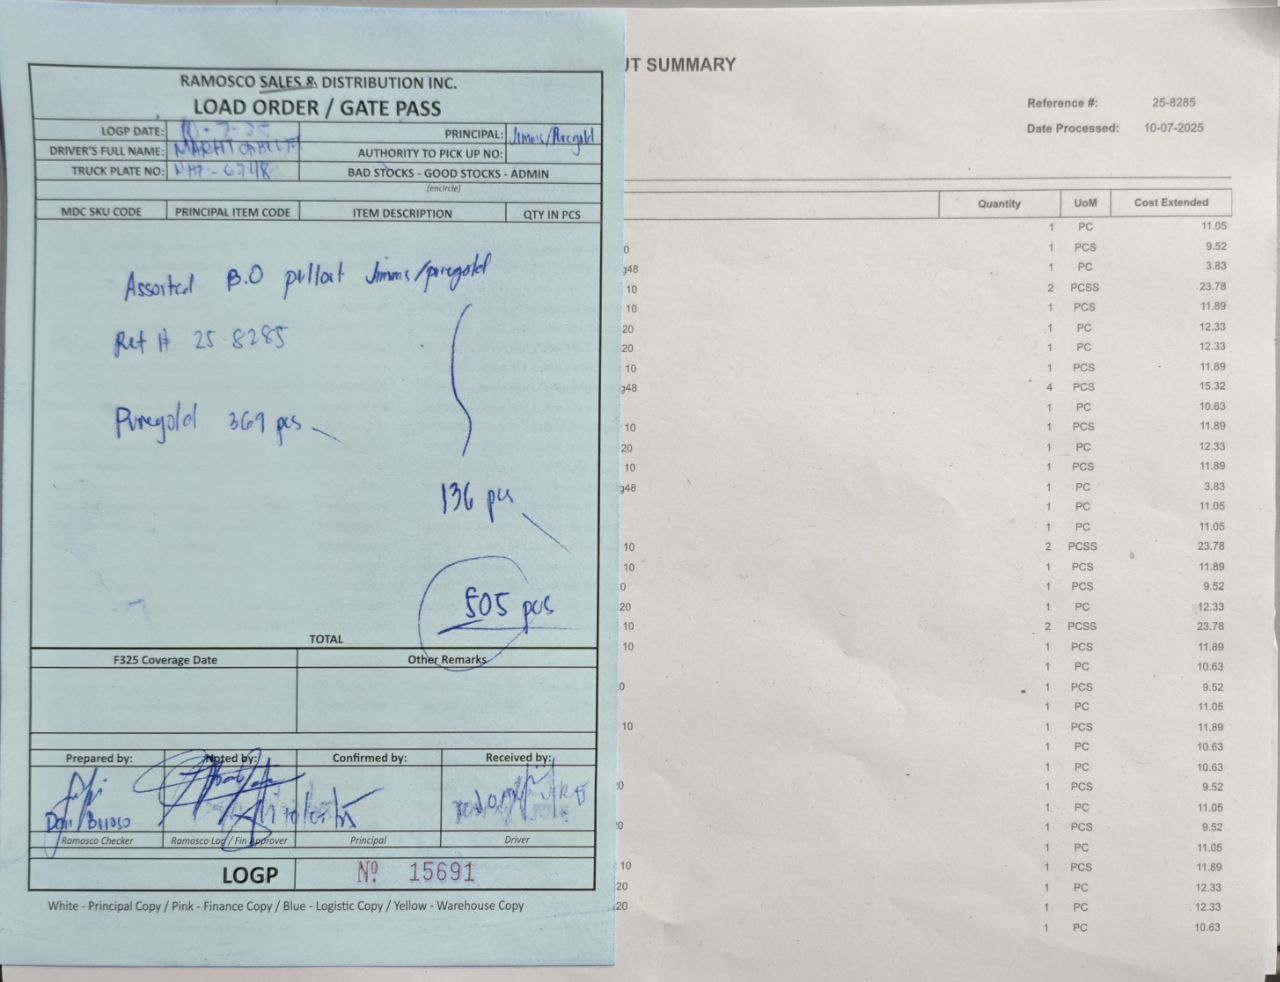 RAMOSCO SALES & DISTRIBUTION INC.
LOAD ORDER / GATE PASS
LOGP DATE: 10-7-25
PRINCIPAL: Jimms/Puregold
DRIVER'S FULL NAME:
AUTHORITY TO PICK UP NO:
TRUCK PLATE NO: 6748
BAD STOCKS - GOOD STOCKS - ADMIN
(encircle)
MDC SKU CODE PRINCIPAL ITEM CODE ITEM DESCRIPTION QTY IN PCS
Assorted B.O pullout Jimms/puregold
Ref # 25-8285
Puregold 369 pcs
136 pcs
505 pcs
TOTAL
F325 Coverage Date Other Remarks
Prepared by: Noted by: Confirmed by: Received by:
Ramosco Checker Ramosco Log / Fin Approver Principal Driver
LOGP Nº 15691
White - Principal Copy / Pink - Finance Copy / Blue - Logistic Copy / Yellow - Warehouse Copy
UT SUMMARY
Reference #: 25-8285
Date Processed: 10-07-2025
Quantity UoM Cost Extended
1 PC 11.05
0 1 PCS 9.52
g48 1 PC 3.83
10 2 PCSS 23.78
10 1 PCS 11.89
20 1 PC 12.33
20 1 PC 12.33
10 1 PCS 11.89
g48 4 PCS 15.32
1 PC 10.63
10 1 PCS 11.89
20 1 PC 12.33
10 1 PCS 11.89
g48 1 PC 3.83
1 PC 11.05
1 PC 11.05
10 2 PCSS 23.78
10 1 PCS 11.89
0 1 PCS 9.52
20 1 PC 12.33
10 2 PCSS 23.78
10 1 PCS 11.89
1 PC 10.63
0 1 PCS 9.52
1 PC 11.05
10 1 PCS 11.89
1 PC 10.63
1 PC 10.63
0 1 PCS 9.52
1 PC 11.05
0 1 PCS 9.52
1 PC 11.05
10 1 PCS 11.89
20 1 PC 12.33
20 1 PC 12.33
1 PC 10.63